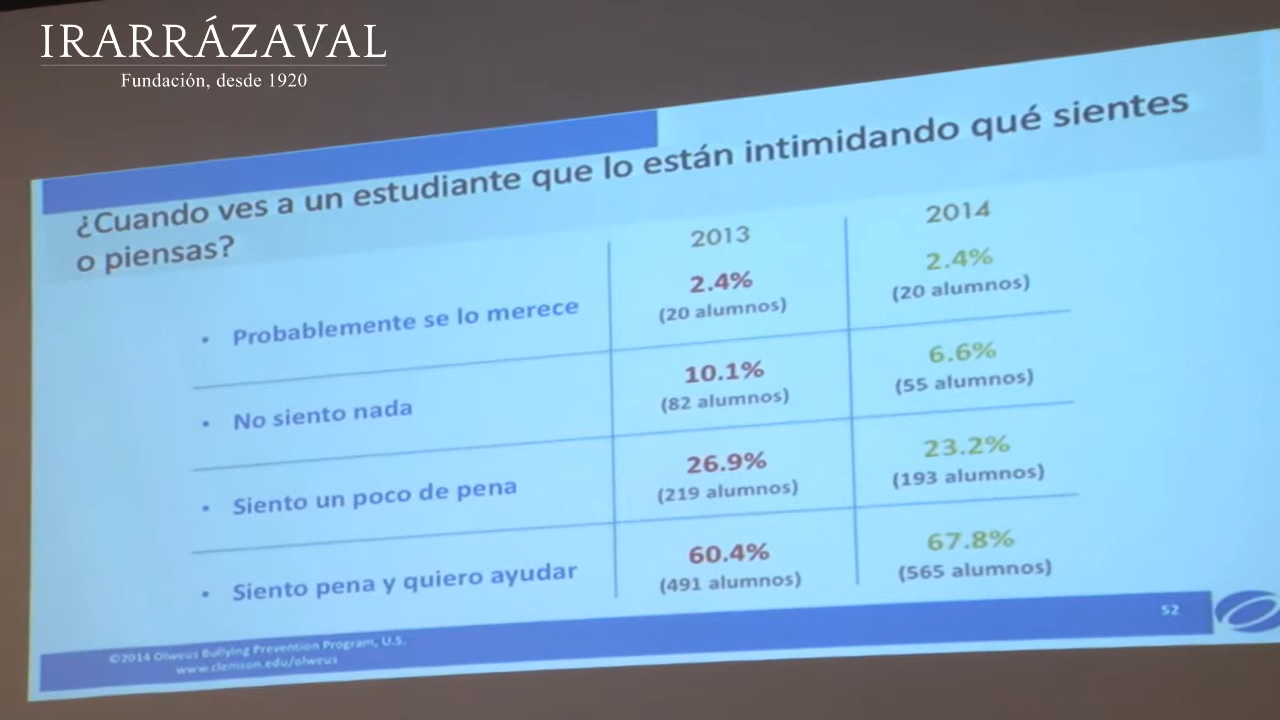 IRARRÁZAVAL
Fundación, desde 1920
¿Cuando ves a un estudiante que lo están intimidando qué sientes
o piensas?
2013
2014
• Probablemente se lo merece
2.4%
(20 alumnos)
2.4%
(20 alumnos)
• No siento nada
10.1%
(82 alumnos)
6.6%
(55 alumnos)
• Siento un poco de pena
26.9%
(219 alumnos)
23.2%
(193 alumnos)
• Siento pena y quiero ayudar
60.4%
(491 alumnos)
67.8%
(565 alumnos)
©2014 Olweus Bullying Prevention Program, U.S.
www.clemson.edu/olweus
52